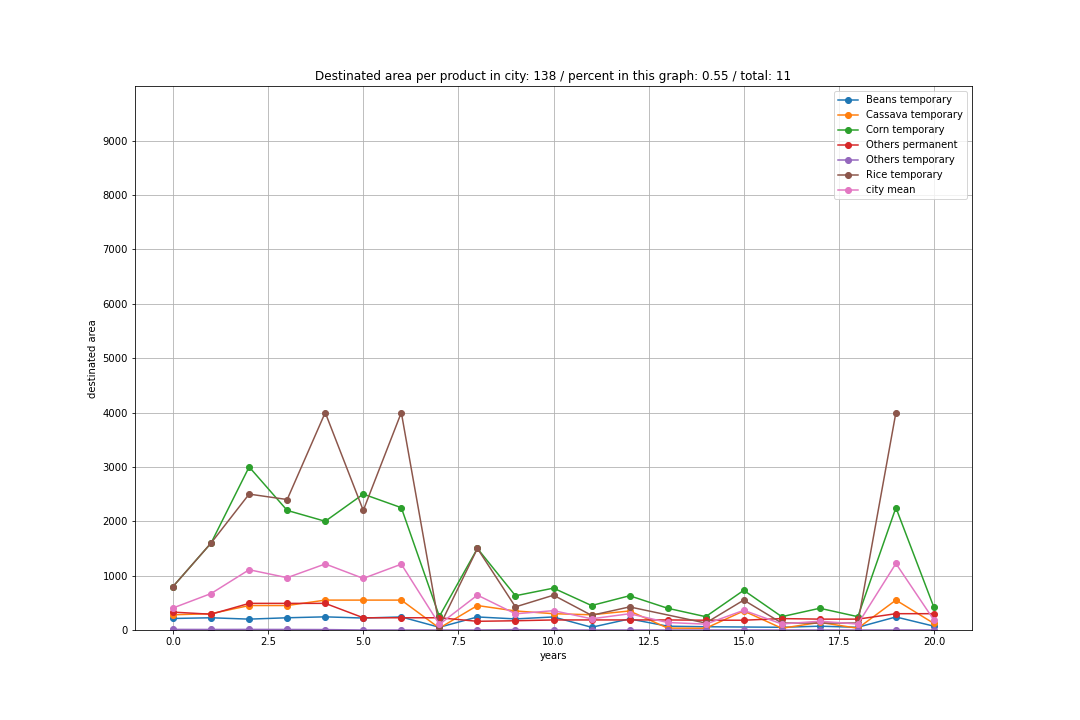 Destinated area per product in city: 138 / percent in this graph: 0.55 / total: 11
Beans temporary
Cassava temporary
Corn temporary
Others permanent
Others temporary
Rice temporary
city mean
9000
8000
7000
6000
5000
4000
3000
2000
1000
0
destinated area
0.0 2.5 5.0 7.5 10.0 12.5 15.0 17.5 20.0
years